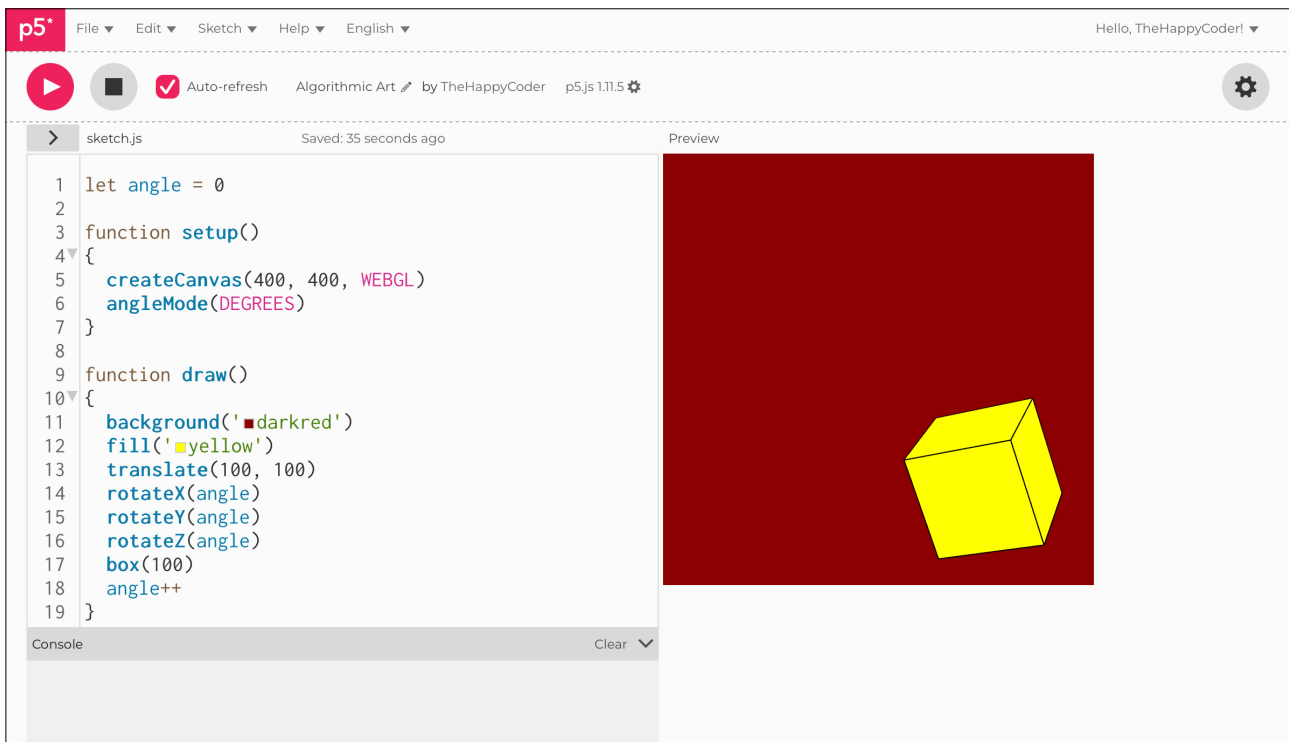 p5* File Edit Sketch Help English Hello, TheHappyCoder!
Auto-refresh Algorithmic Art by TheHappyCoder p5.js 1.11.5
sketch.js Saved: 35 seconds ago Preview
1 let angle = 0
2
3 function setup()
4 {
5   createCanvas(400, 400, WEBGL)
6   angleMode(DEGREES)
7 }
8
9 function draw()
10 {
11   background('darkred')
12   fill('yellow')
13   translate(100, 100)
14   rotateX(angle)
15   rotateY(angle)
16   rotateZ(angle)
17   box(100)
18   angle++
19 }
Console Clear